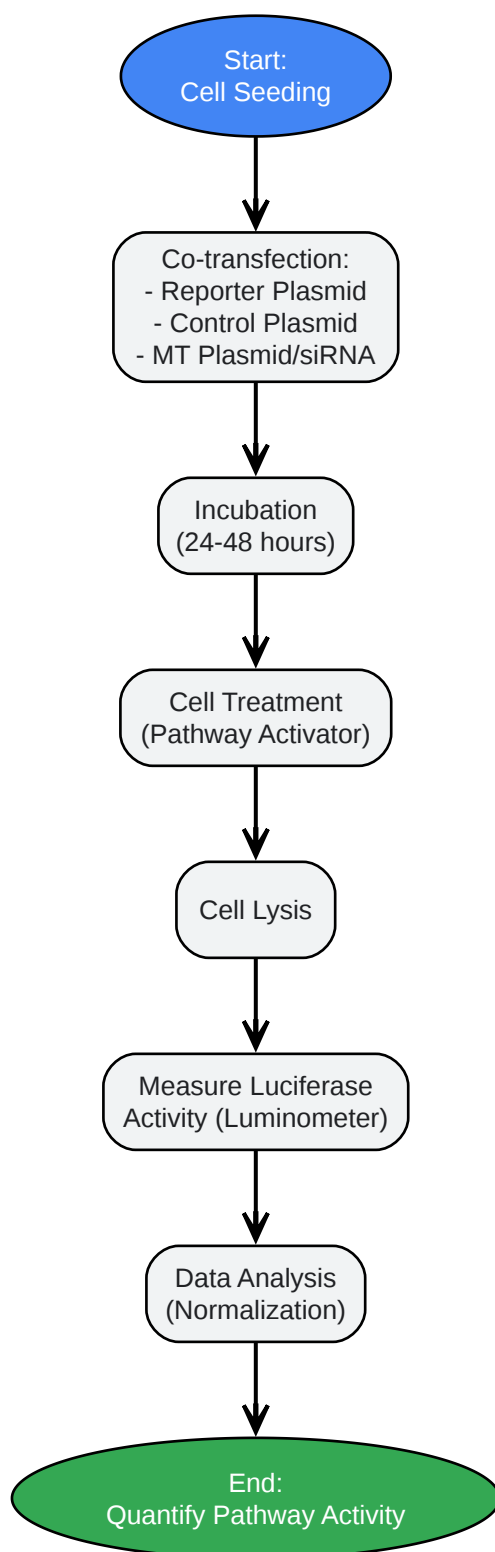 Start:
Cell Seeding
Co-transfection:
- Reporter Plasmid
- Control Plasmid
- MT Plasmid/siRNA
Incubation
(24-48 hours)
Cell Treatment
(Pathway Activator)
Cell Lysis
Measure Luciferase
Activity (Luminometer)
Data Analysis
(Normalization)
End:
Quantify Pathway Activity